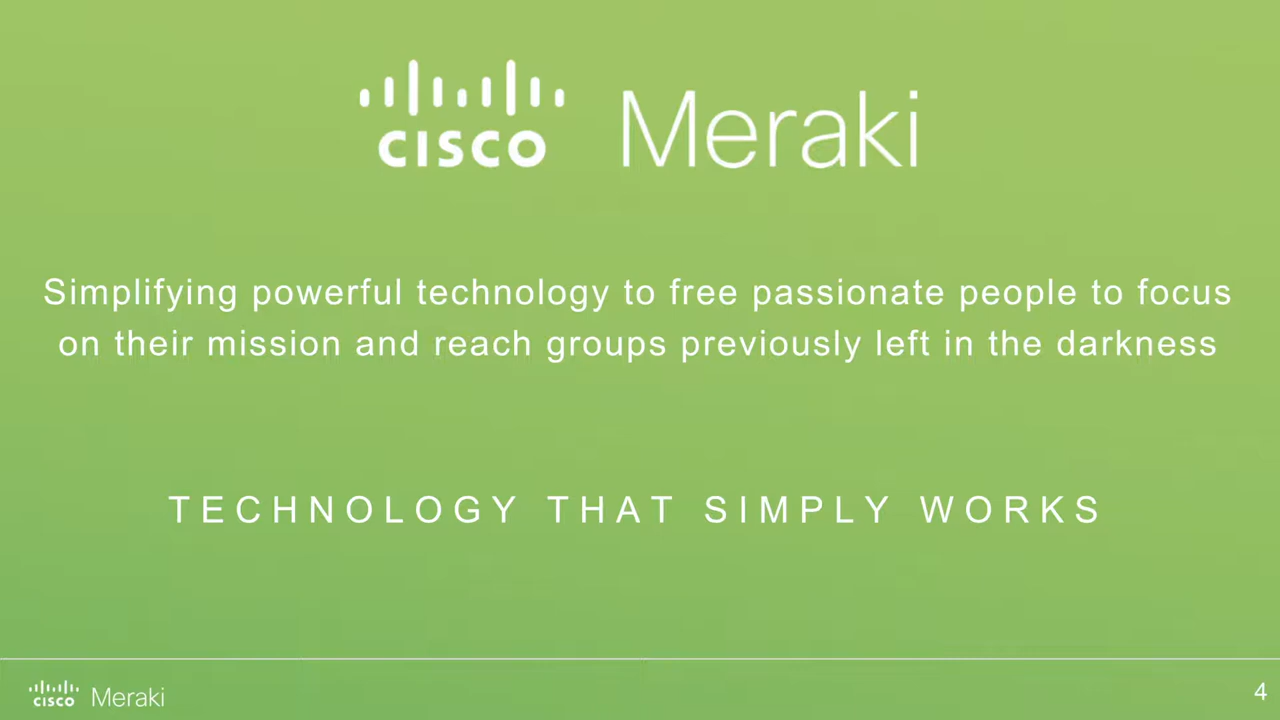 CISCO Meraki
Simplifying powerful technology to free passionate people to focus
on their mission and reach groups previously left in the darkness
TECHNOLOGY THAT SIMPLY WORKS
CISCO Meraki
4